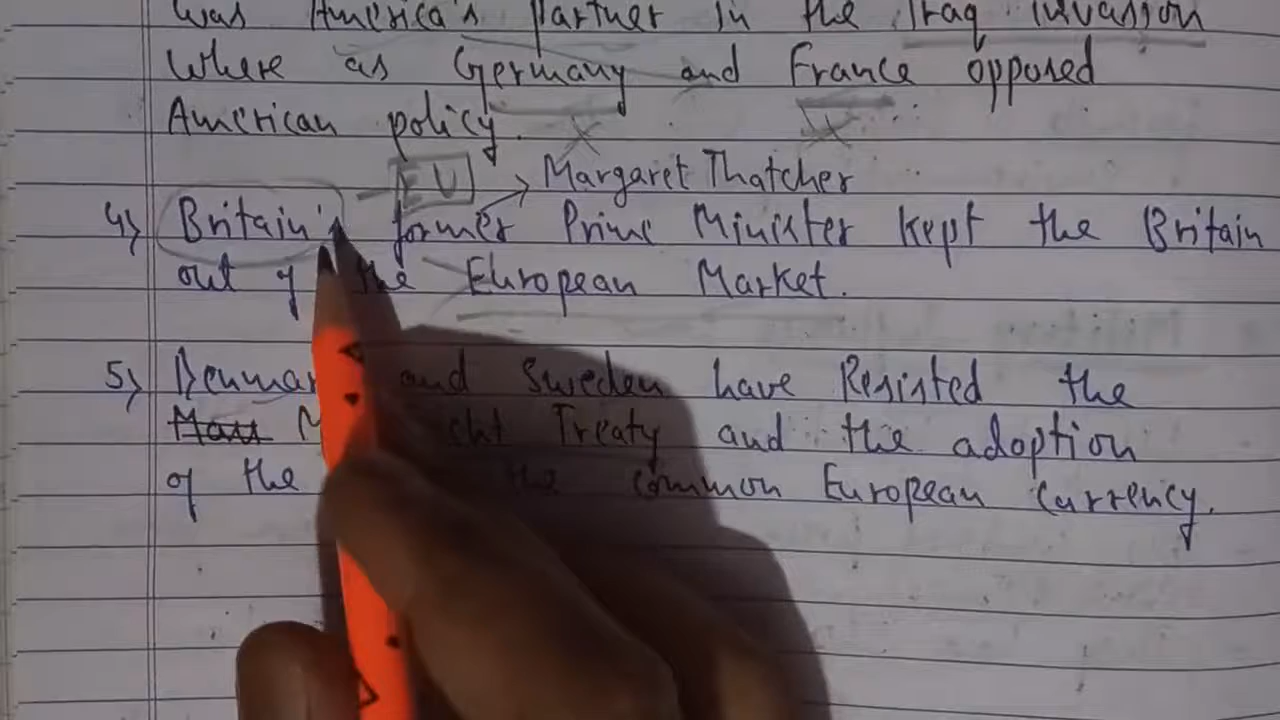 was America's Partner in the Iraq invasion
Where as Germany and France opposed
American policy.
EU Margaret Thatcher
4) Britain's former Prime Minister kept the Britain
out of the European Market.
5) and Sweden have Resisted the
Treaty and the adoption
of the common European currency.